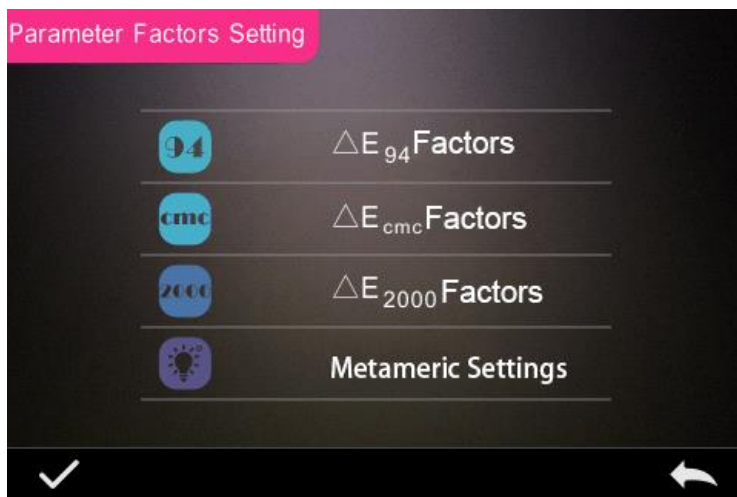 Parameter Factors Setting
94 △E94Factors
cmc △EcmcFactors
2000 △E2000Factors
Metameric Settings